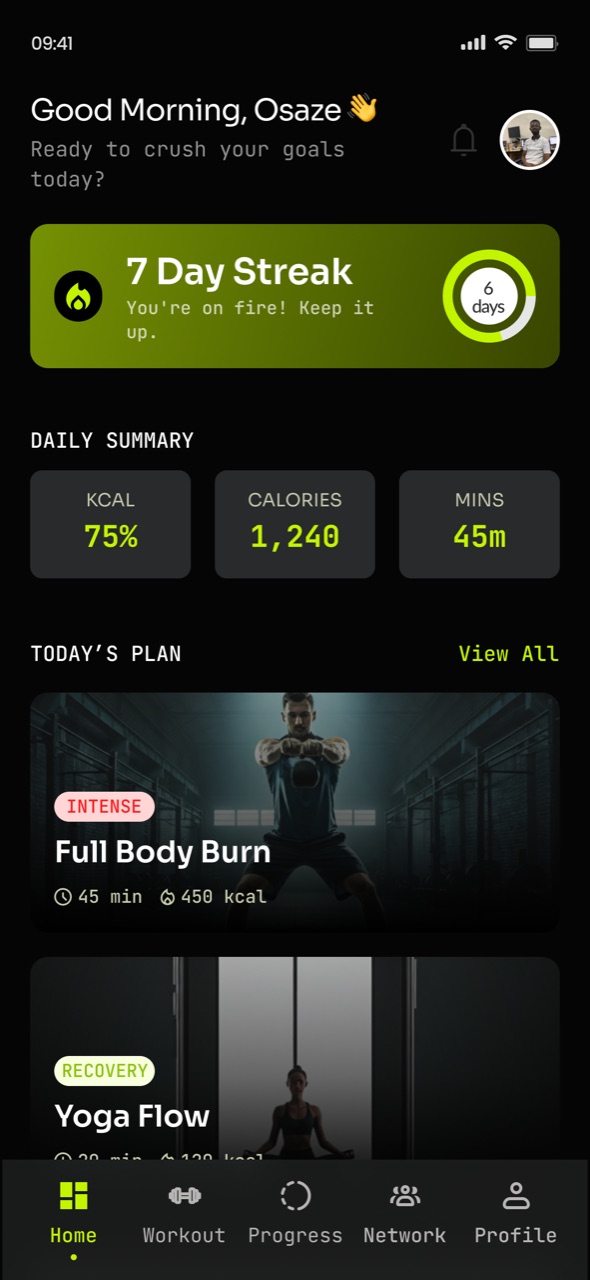 09:41
Good Morning, Osaze 👋
Ready to crush your goals
today?
7 Day Streak
You're on fire! Keep it
up.
6
days
DAILY SUMMARY
KCAL
75%
CALORIES
1,240
MINS
45m
TODAY’S PLAN
View All
INTENSE
Full Body Burn
45 min 450 kcal
RECOVERY
Yoga Flow
min kcal
Home
Workout
Progress
Network
Profile